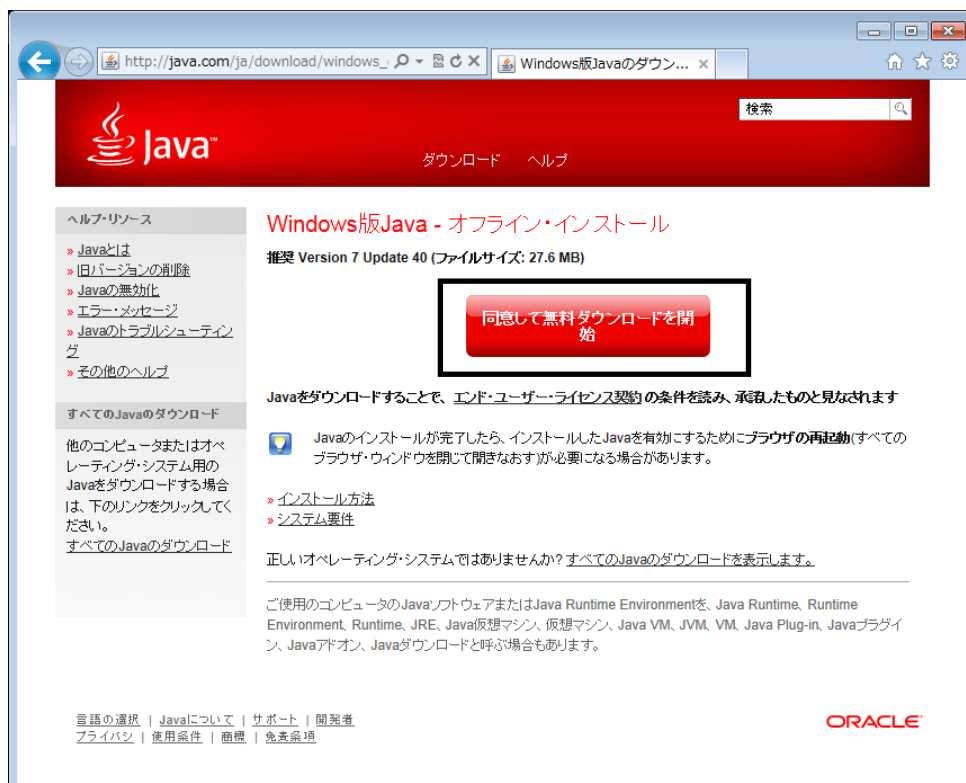 http://java.com/ja/download/windows_
Windows版Javaのダウン...
検索
Java™
ダウンロード ヘルプ
ヘルプ・リソース
» Javaとは
» 旧バージョンの削除
» Javaの無効化
» エラー・メッセージ
» Javaのトラブルシューティン
グ
» その他のヘルプ
すべてのJavaのダウンロード
他のコンピュータまたはオペ
レーティング・システム用の
Javaをダウンロードする場合
は、下のリンクをクリックしてく
ださい。
すべてのJavaのダウンロード
Windows版Java - オフライン・インストール
推奨 Version 7 Update 40 (ファイルサイズ: 27.6 MB)
同意して無料ダウンロードを開
始
Javaをダウンロードすることで、エンド・ユーザー・ライセンス契約の条件を読み、承諾したものと見なされます
Javaのインストールが完了したら、インストールしたJavaを有効にするためにブラウザの再起動(すべての
ブラウザ・ウィンドウを閉じて開きなおす)が必要になる場合があります。
» インストール方法
» システム要件
正しいオペレーティング・システムではありませんか? すべてのJavaのダウンロードを表示します。
ご使用のコンピュータのJavaソフトウェアまたはJava Runtime Environmentを、Java Runtime、Runtime
Environment、Runtime、JRE、Java仮想マシン、仮想マシン、Java VM、JVM、VM、Java Plug-in、Javaプラグイ
ン、Javaアドオン、Javaダウンロードと呼ぶ場合もあります。
言語の選択 | Javaについて | サポート | 開発者
プライバシ | 使用条件 | 商標 | 免責条項
ORACLE